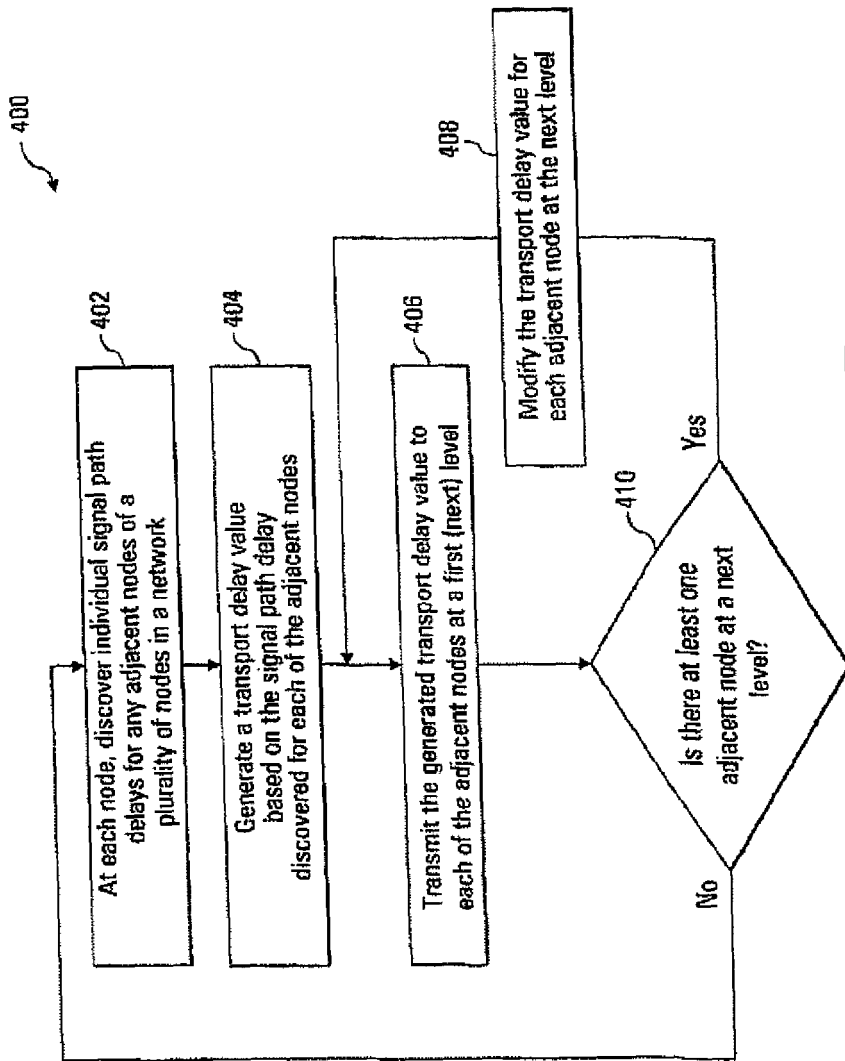 400
402
At each node, discover individual signal path
delays for any adjacent nodes of a
plurality of nodes in a network
404
Generate a transport delay value
based on the signal path delay
discovered for each of the adjacent nodes
406
Transmit the generated transport delay value to
each of the adjacent nodes at a first (next) level
408
Modify the transport delay value for
each adjacent node at the next level
410
Is there at least one
adjacent node at a next
level?
Yes
No